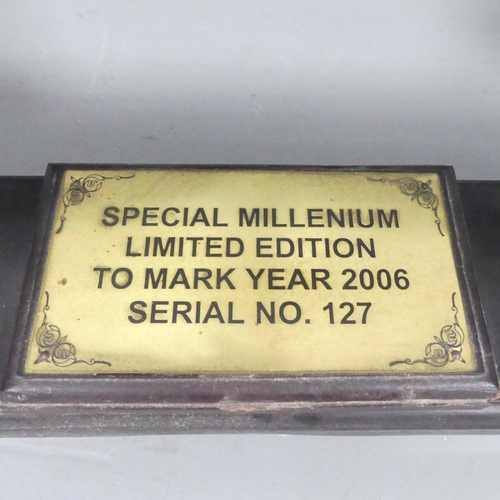 SPECIAL MILLENIUM
LIMITED EDITION
TO MARK YEAR 2006
SERIAL NO. 127